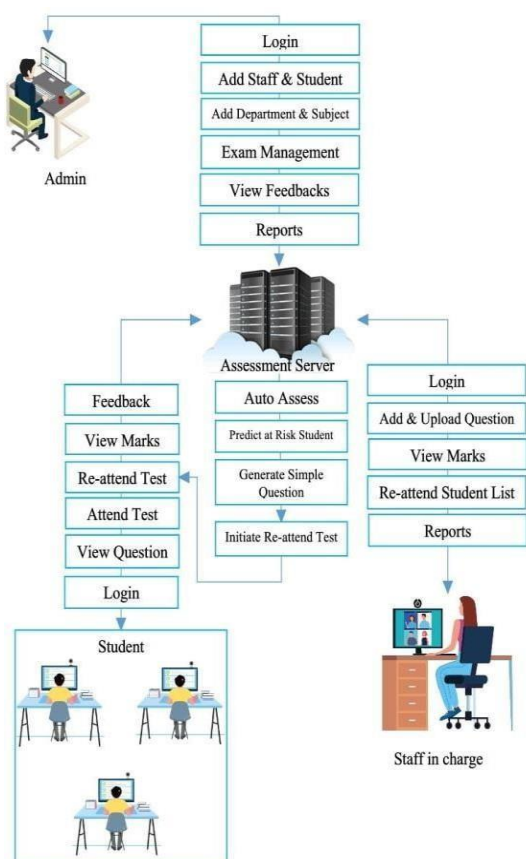 Login
Add Staff & Student
Add Department & Subject
Exam Management
View Feedbacks
Reports
Admin
Assessment Server
Auto Assess
Predict at Risk Student
Generate Simple
Question
Initiate Re-attend Test
Feedback
View Marks
Re-attend Test
Attend Test
View Question
Login
Student
Login
Add & Upload Question
View Marks
Re-attend Student List
Reports
Staff in charge